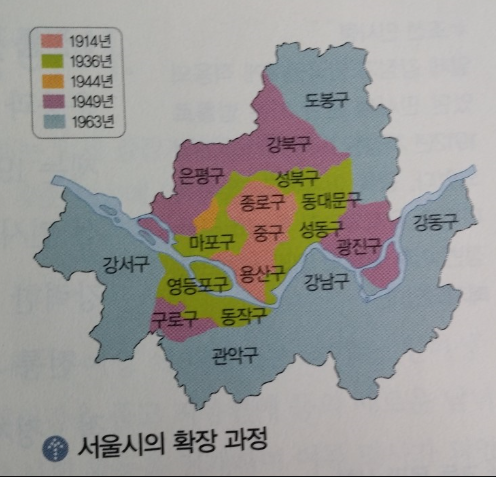 1914년
1936년
1944년
1949년
1963년
도봉구
강북구
은평구
성북구
종로구
동대문구
강동구
마포구
중구
성동구
광진구
강서구
용산구
영등포구
강남구
구로구
동작구
관악구
서울시의 확장 과정